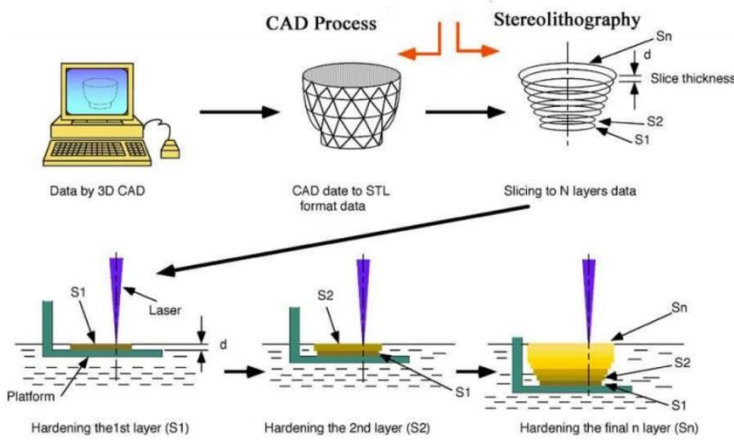 CAD Process
Stereolithography
Sn
d
Slice thickness
S2
S1
Data by 3D CAD
CAD date to STL
format data
Slicing to N layers data
S1
Laser
d
Platform
Hardening the1st layer (S1)
S2
S1
Hardening the 2nd layer (S2)
Sn
S2
S1
Hardening the final n layer (Sn)